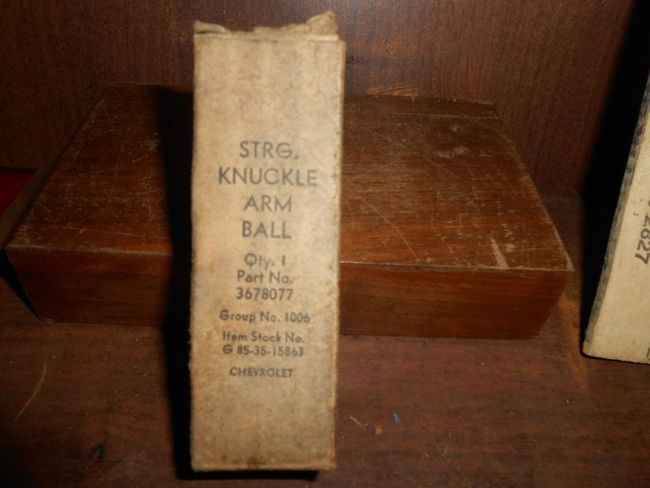 STRG.
KNUCKLE
ARM
BALL
Qty. 1
Part No.
3678077
Group No. 1006
Item Stock No.
G 85-35-15863
CHEVROLET
2827